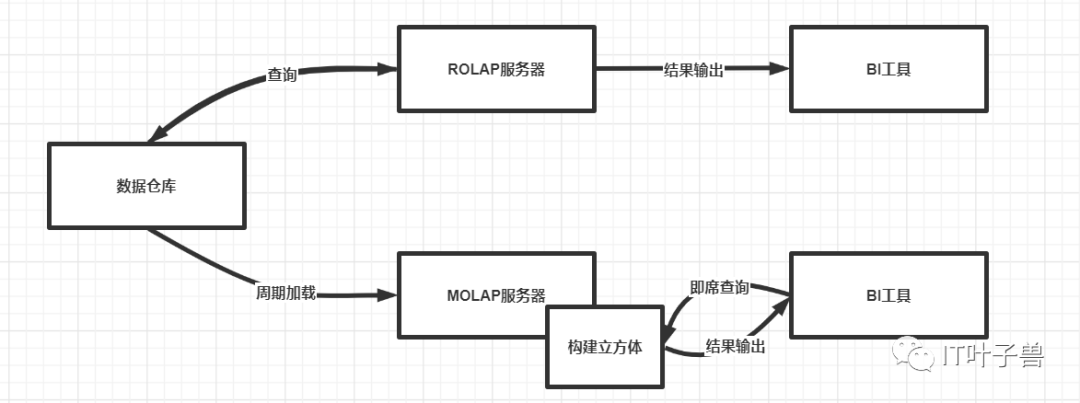 ROLAP服务器
结果输出
BI工具
查询
数据仓库
周期加载
MOLAP服务器
构建立方体
即席查询
结果输出
BI工具
IT叶子兽